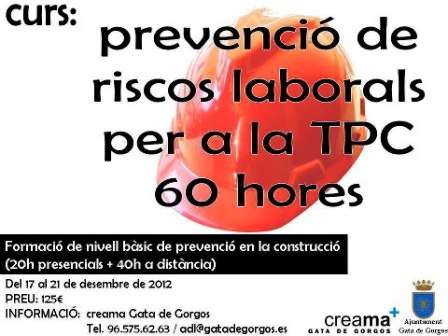 curs:
prevenció de
riscos laborals
per a la TPC
60 hores
Formació de nivell bàsic de prevenció en la construcció
(20h presencials + 40h a distància)
Del 17 al 21 de desembre de 2012
PREU: 125€
INFORMACIÓ: creama Gata de Gorgos
Tel. 96.575.62.63 / adl@gatadegorgos.es
creama+
GATA DE GORGOS
Ajuntament
Gata de Gorgos